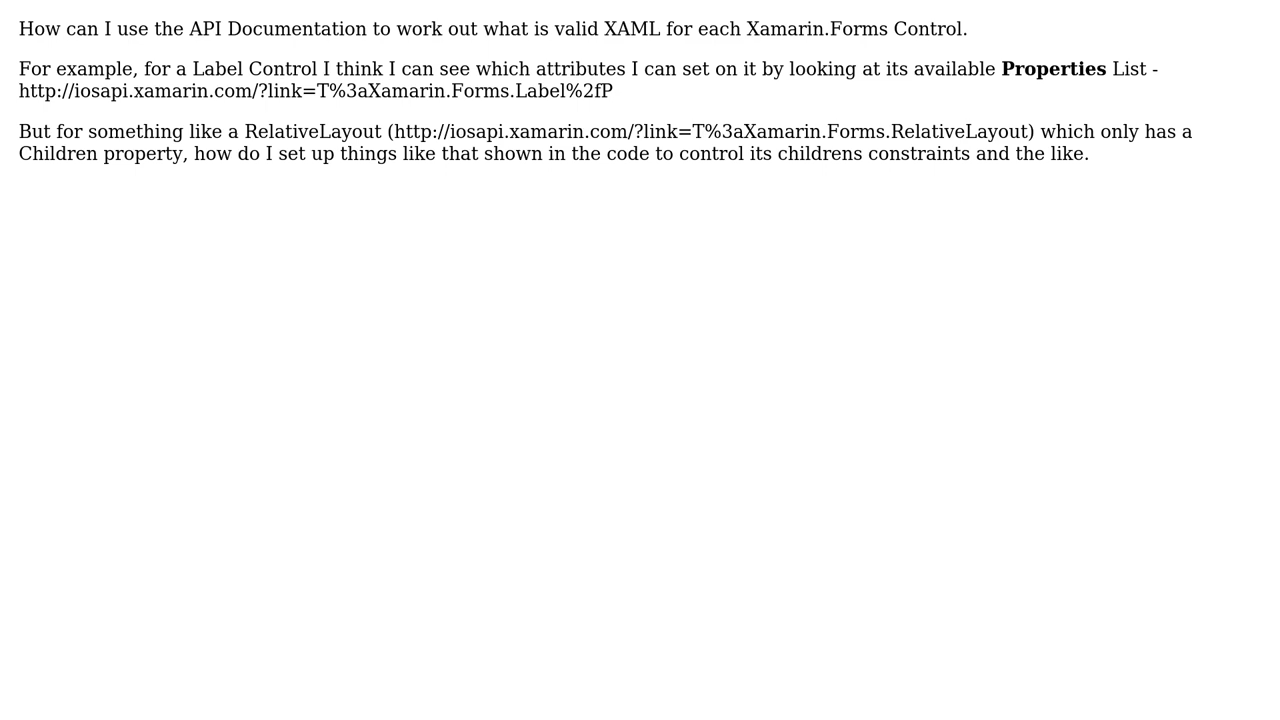 How can I use the API Documentation to work out what is valid XAML for each Xamarin.Forms Control.
For example, for a Label Control I think I can see which attributes I can set on it by looking at its available Properties List -
http://iosapi.xamarin.com/?link=T%3aXamarin.Forms.Label%2fP
But for something like a RelativeLayout (http://iosapi.xamarin.com/?link=T%3aXamarin.Forms.RelativeLayout) which only has a
Children property, how do I set up things like that shown in the code to control its childrens constraints and the like.